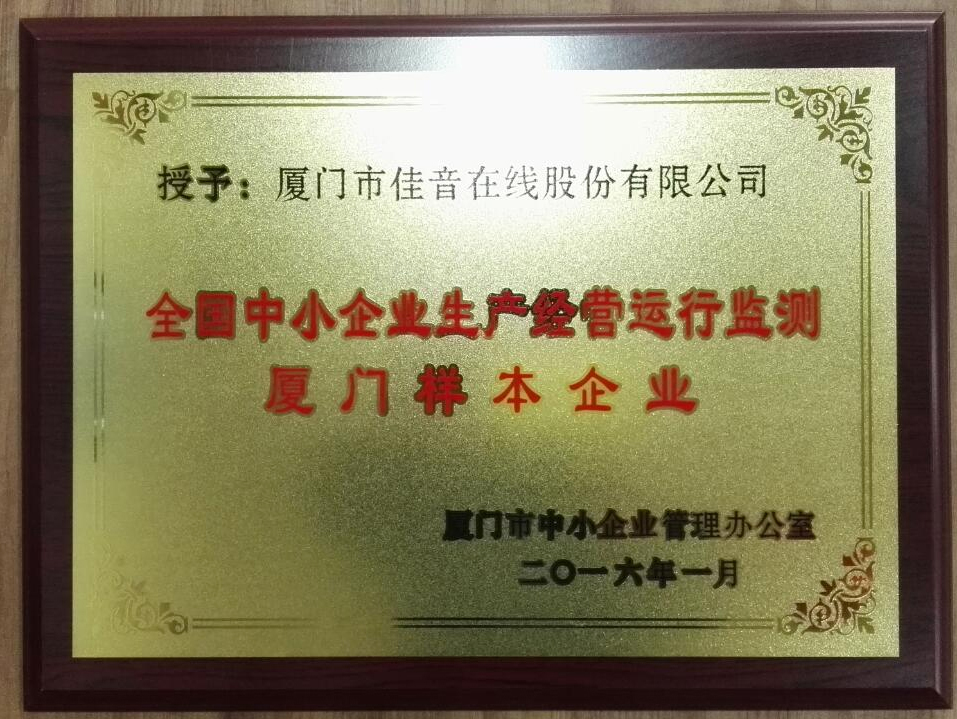 授予：厦门市佳音在线股份有限公司
全国中小企业生产经营运行监测
厦门样本企业
厦门市中小企业管理办公室
二〇一六年一月